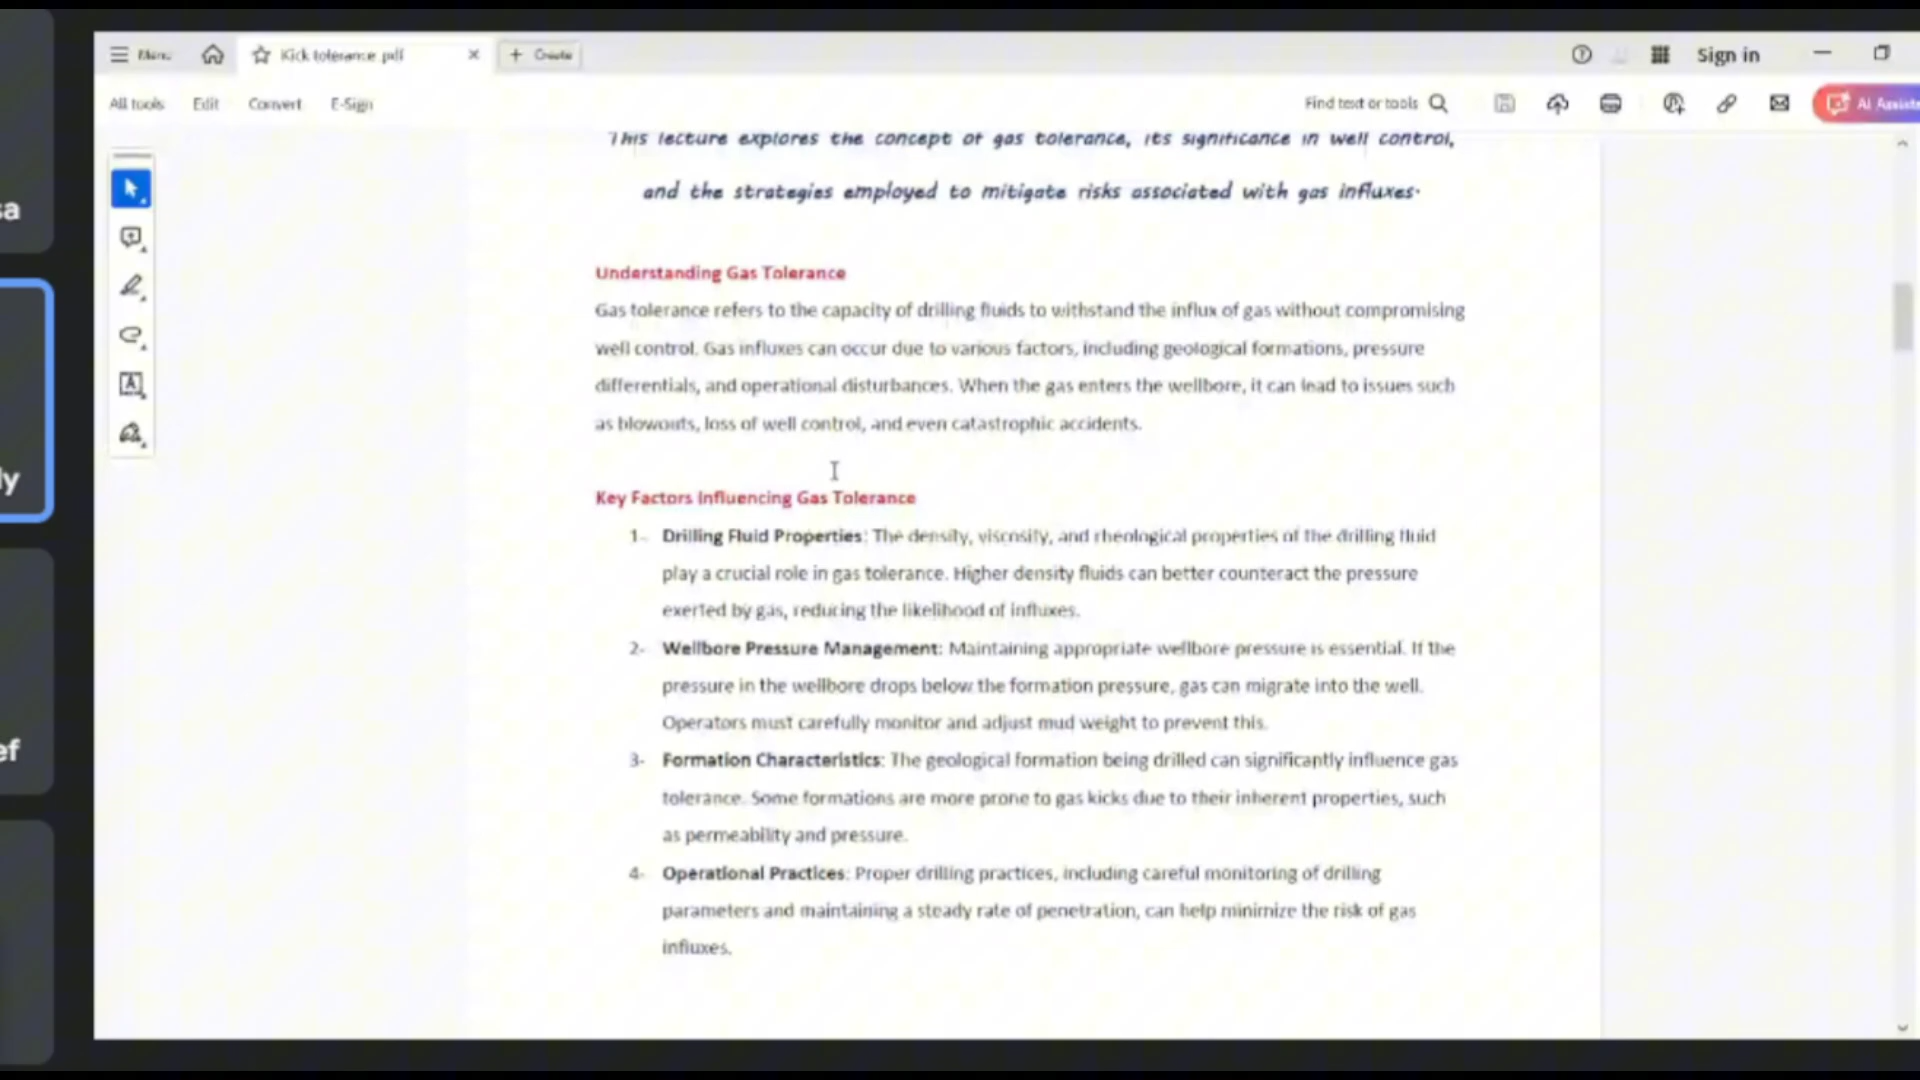 Menu
Kick tolerance.pdf
Create
Sign in
All tools Edit Convert E-Sign
Find text or tools
AI Assista
This lecture explores the concept of gas tolerance, its significance in well control,
and the strategies employed to mitigate risks associated with gas influxes.
Understanding Gas Tolerance
Gas tolerance refers to the capacity of drilling fluids to withstand the influx of gas without compromising
well control. Gas influxes can occur due to various factors, including geological formations, pressure
differentials, and operational disturbances. When the gas enters the wellbore, it can lead to issues such
as blowouts, loss of well control, and even catastrophic accidents.
Key Factors Influencing Gas Tolerance
1- Drilling Fluid Properties: The density, viscosity, and rheological properties of the drilling fluid
play a crucial role in gas tolerance. Higher density fluids can better counteract the pressure
exerted by gas, reducing the likelihood of influxes.
2- Wellbore Pressure Management: Maintaining appropriate wellbore pressure is essential. If the
pressure in the wellbore drops below the formation pressure, gas can migrate into the well.
Operators must carefully monitor and adjust mud weight to prevent this.
3- Formation Characteristics: The geological formation being drilled can significantly influence gas
tolerance. Some formations are more prone to gas kicks due to their inherent properties, such
as permeability and pressure.
4- Operational Practices: Proper drilling practices, including careful monitoring of drilling
parameters and maintaining a steady rate of penetration, can help minimize the risk of gas
influxes.
sa
ly
ef